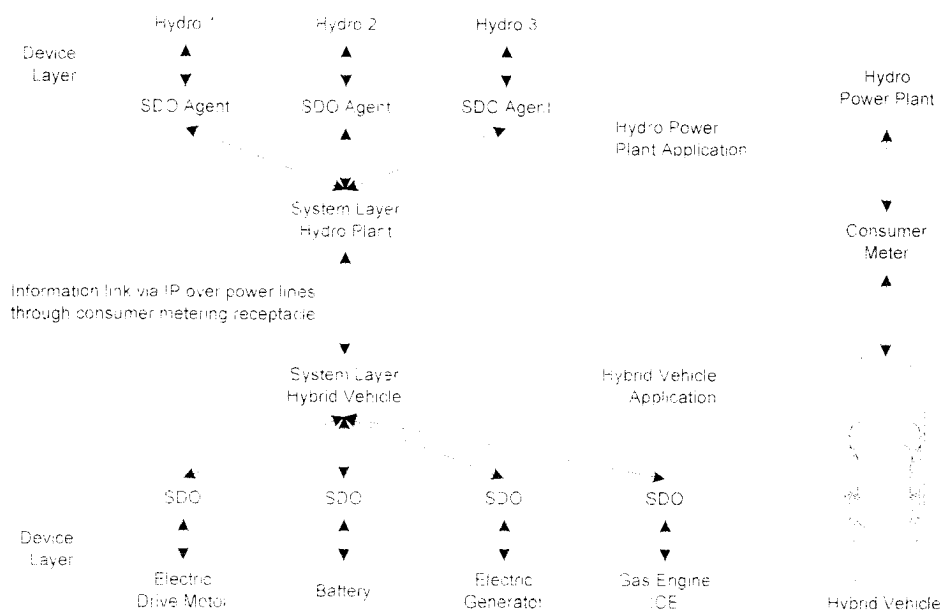 Hydro 1
Hydro 2
Hydro 3
Device
Layer
SDO Agent
SDO Agent
SDO Agent
Hydro
Power Plant
Hydro Power
Plant Application
System Layer
Hydro Plant
Consumer
Meter
Information link via IP over power lines
through consumer metering receptacle
System Layer
Hybrid Vehicle
Hybrid Vehicle
Application
SDO
SDO
SDO
SDO
Device
Layer
Electric
Drive Motor
Battery
Electric
Generator
Gas Engine
ICE
Hybrid Vehicle